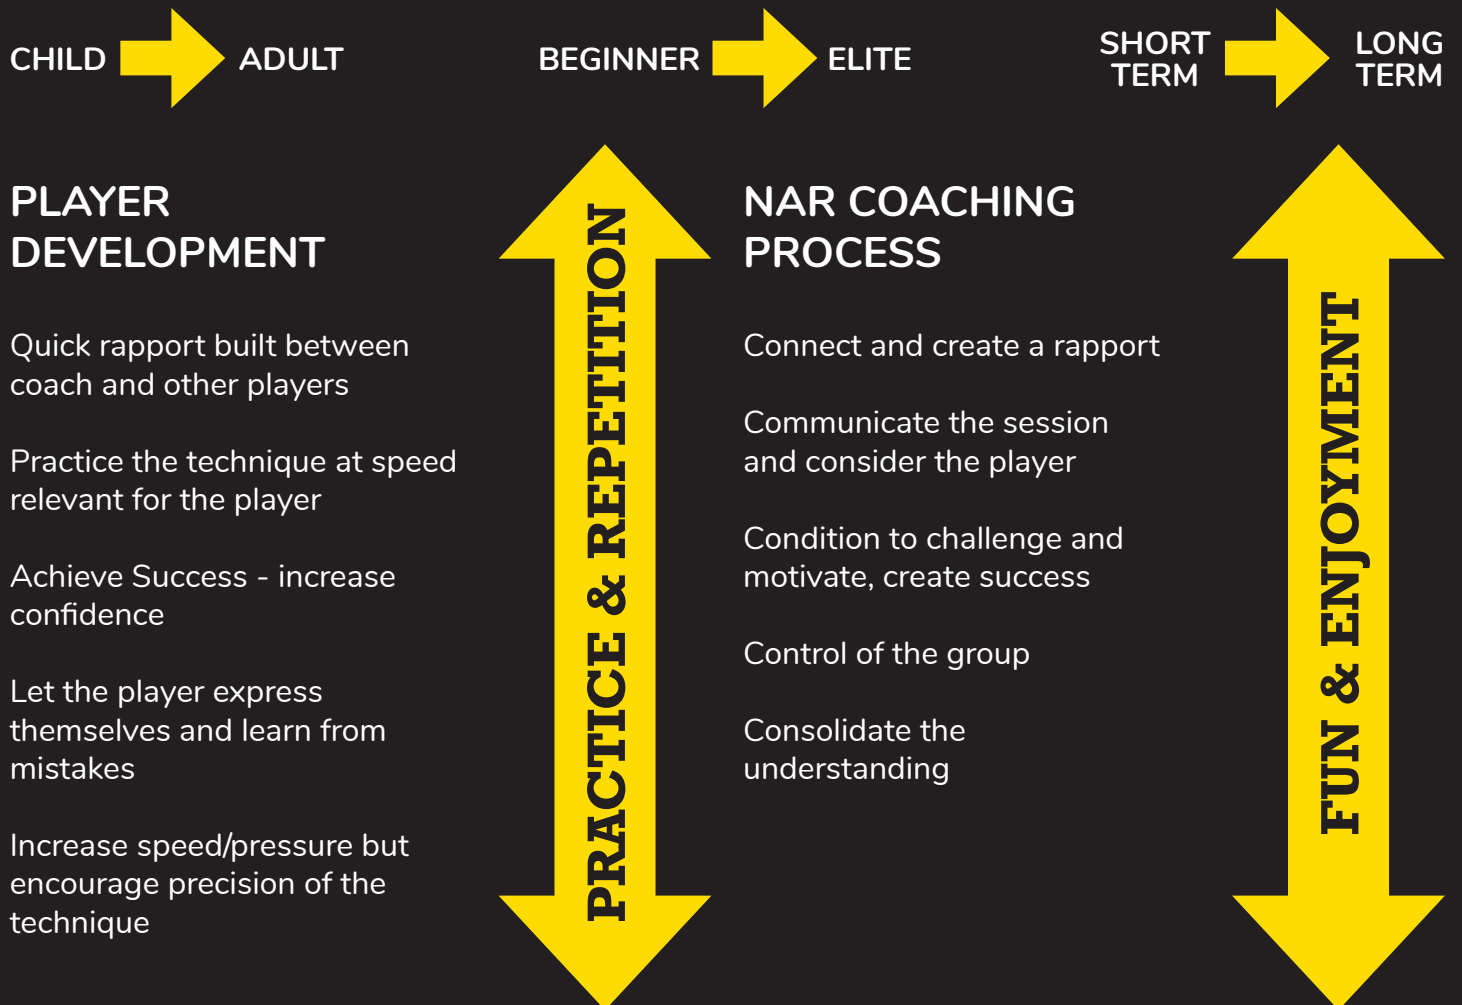 CHILD
ADULT
BEGINNER
ELITE
SHORT
TERM
LONG
TERM
PLAYER
DEVELOPMENT
Quick rapport built between
coach and other players
Practice the technique at speed
relevant for the player
Achieve Success - increase
confidence
Let the player express
themselves and learn from
mistakes
Increase speed/pressure but
encourage precision of the
technique
PRACTICE & REPETITION
NAR COACHING
PROCESS
Connect and create a rapport
Communicate the session
and consider the player
Condition to challenge and
motivate, create success
Control of the group
Consolidate the
understanding
FUN & ENJOYMENT